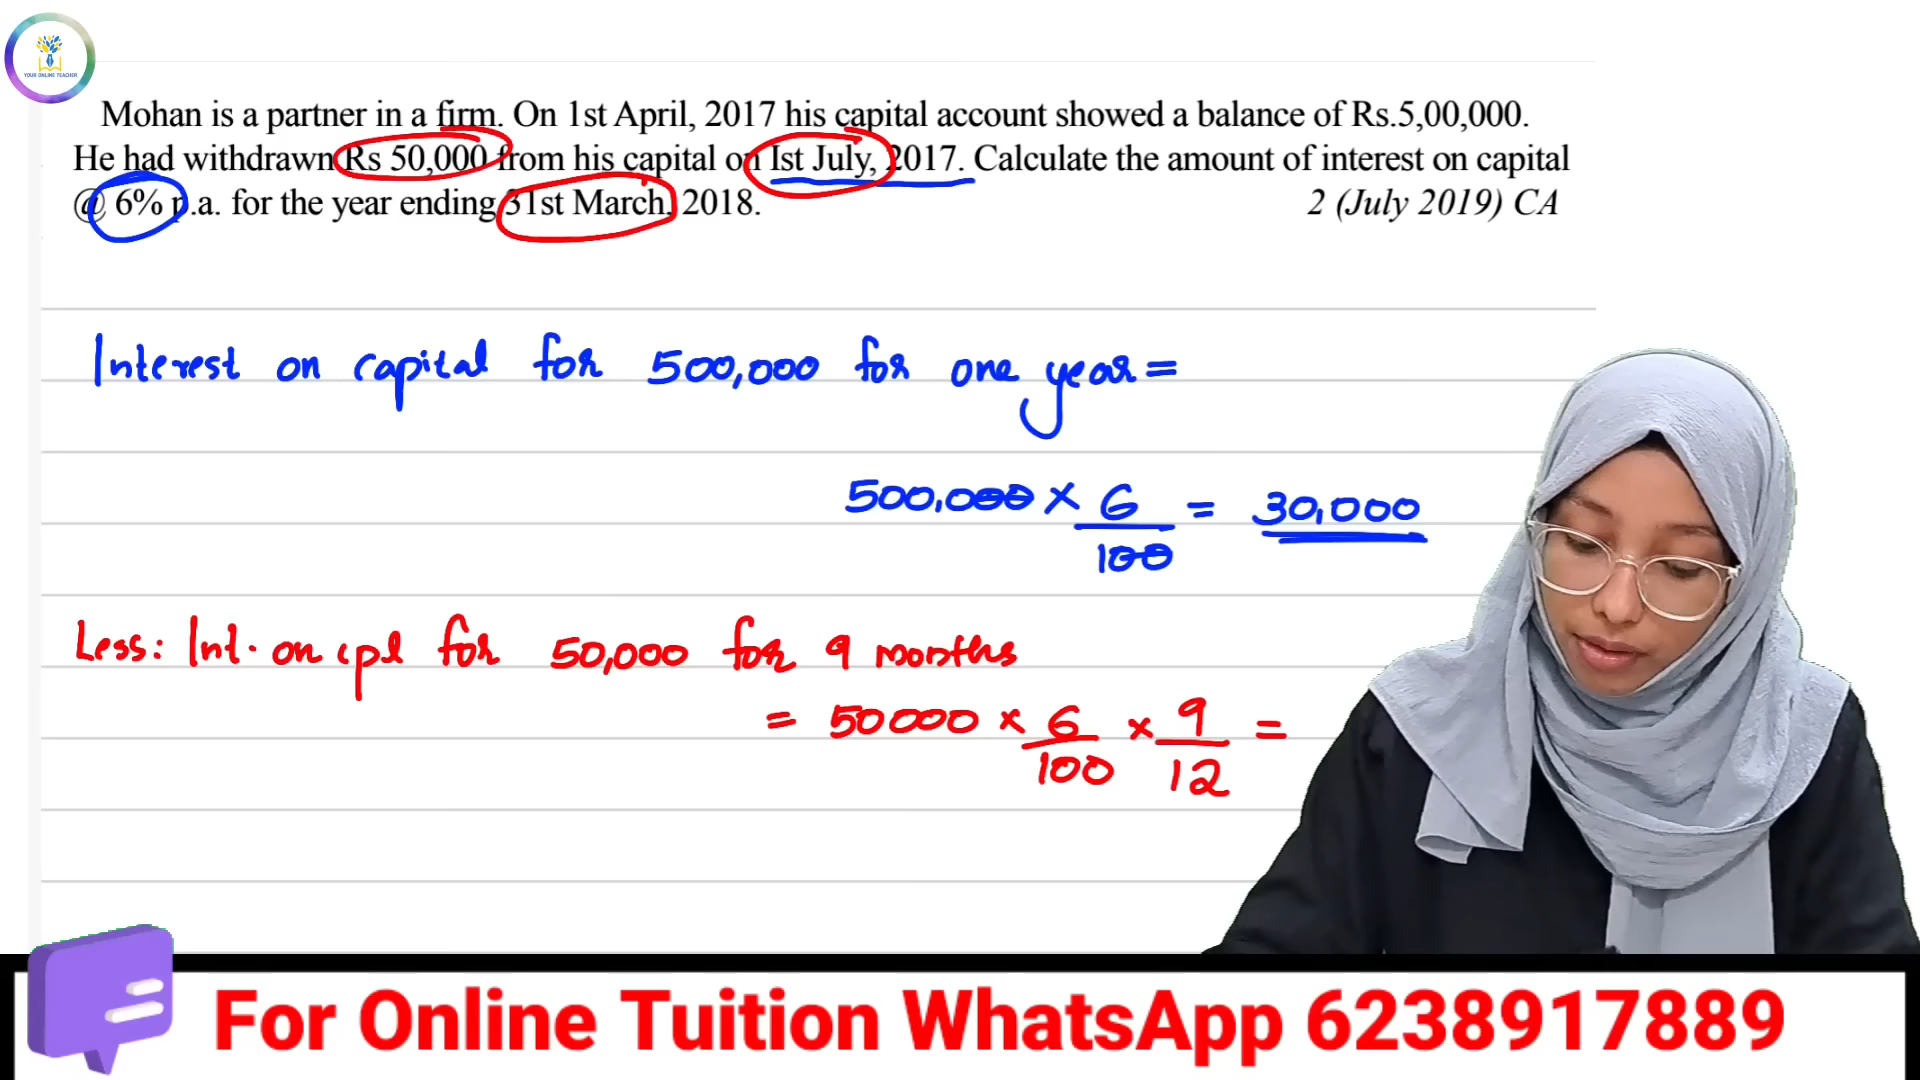 YOUR ONLINE TEACHER
Mohan is a partner in a firm. On 1st April, 2017 his capital account showed a balance of Rs.5,00,000.
He had withdrawn Rs 50,000 from his capital on Ist July, 2017. Calculate the amount of interest on capital
@ 6% p.a. for the year ending 31st March, 2018. 2 (July 2019) CA
Interest on capital for 500,000 for one year =
500,000 × 6/100 = 30,000
Less: Int. on cpl for 50,000 for 9 months
= 50000 × 6/100 × 9/12 =
For Online Tuition WhatsApp 6238917889